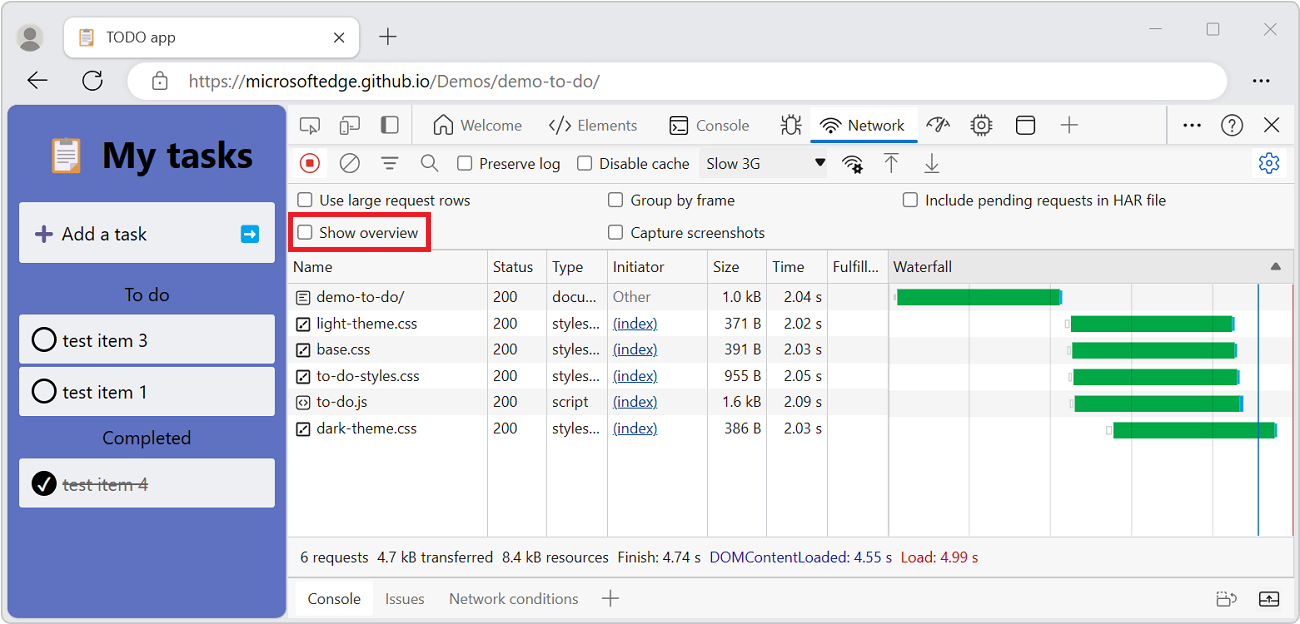 TODO app
https://microsoftedge.github.io/Demos/demo-to-do/
My tasks
Add a task
To do
test item 3
test item 1
Completed
test item 4
Welcome Elements Console Network
Preserve log Disable cache Slow 3G
Use large request rows Group by frame Include pending requests in HAR file
Show overview Capture screenshots
Name Status Type Initiator Size Time Fulfill... Waterfall
demo-to-do/ 200 docu... Other 1.0 kB 2.04 s
light-theme.css 200 styles... (index) 371 B 2.02 s
base.css 200 styles... (index) 391 B 2.03 s
to-do-styles.css 200 styles... (index) 955 B 2.05 s
to-do.js 200 script (index) 1.6 kB 2.09 s
dark-theme.css 200 styles... (index) 386 B 2.03 s
6 requests 4.7 kB transferred 8.4 kB resources Finish: 4.74 s DOMContentLoaded: 4.55 s Load: 4.99 s
Console Issues Network conditions